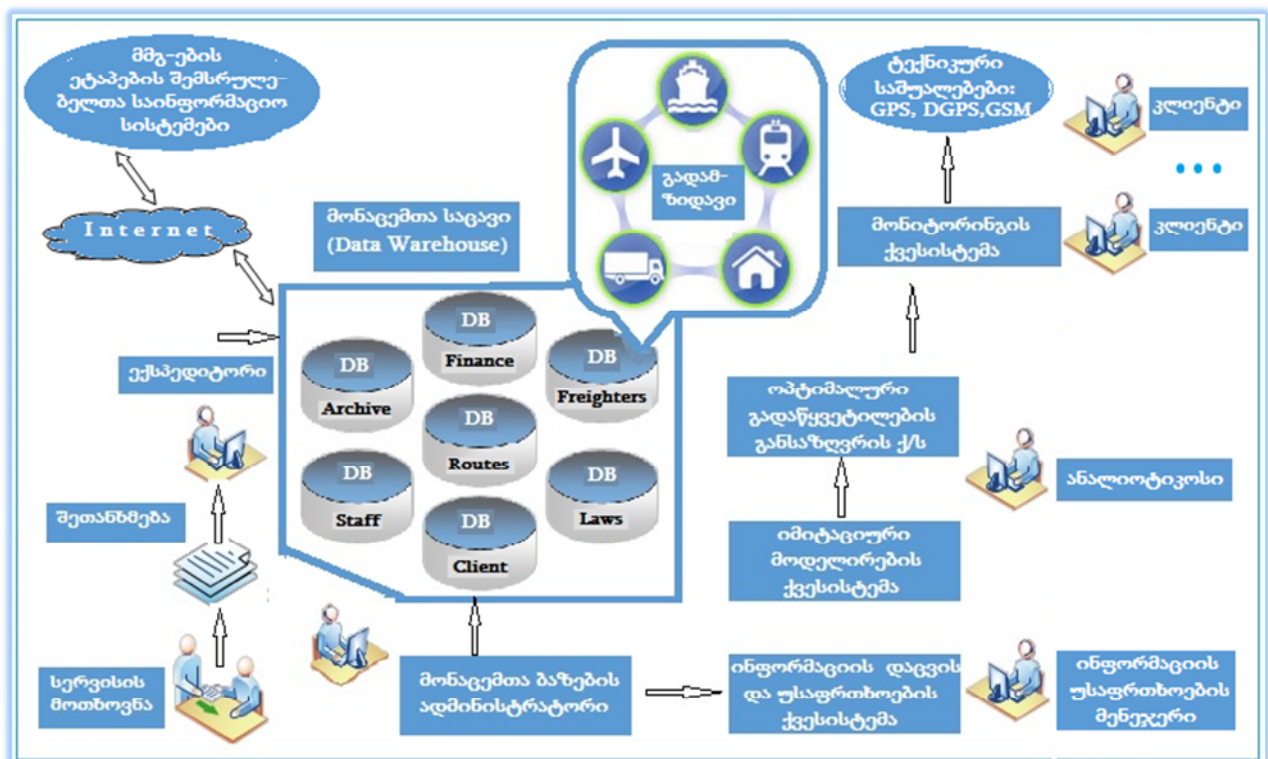 მმგ-ების
ეტაპების შემსრულე-
ბელთა საინფორმაციო
სისტემები
Internet
მონაცემთა საცავი
(Data Warehouse)
გადამ-
ზიდავი
ტექნიკური
საშუალებები:
GPS, DGPS,GSM
კლიენტი
...
კლიენტი
მონიტორინგის
ქვესისტემა
ექსპედიტორი
DB
Finance
DB
Archive
DB
Freighters
DB
Routes
DB
Staff
DB
Laws
DB
Client
ოპტიმალური
გადაწყვეტილების
განსაზღვრის ქ/ს
ანალიოტიკოსი
შეთანხმება
იმიტაციური
მოდელირების
ქვესისტემა
სერვისის
მოთხოვნა
მონაცემთა ბაზების
ადმინისტრატორი
ინფორმაციის დაცვის
და უსაფრთხოების
ქვესისტემა
ინფორმაციის
უსაფრთხოების
მენეჯერი